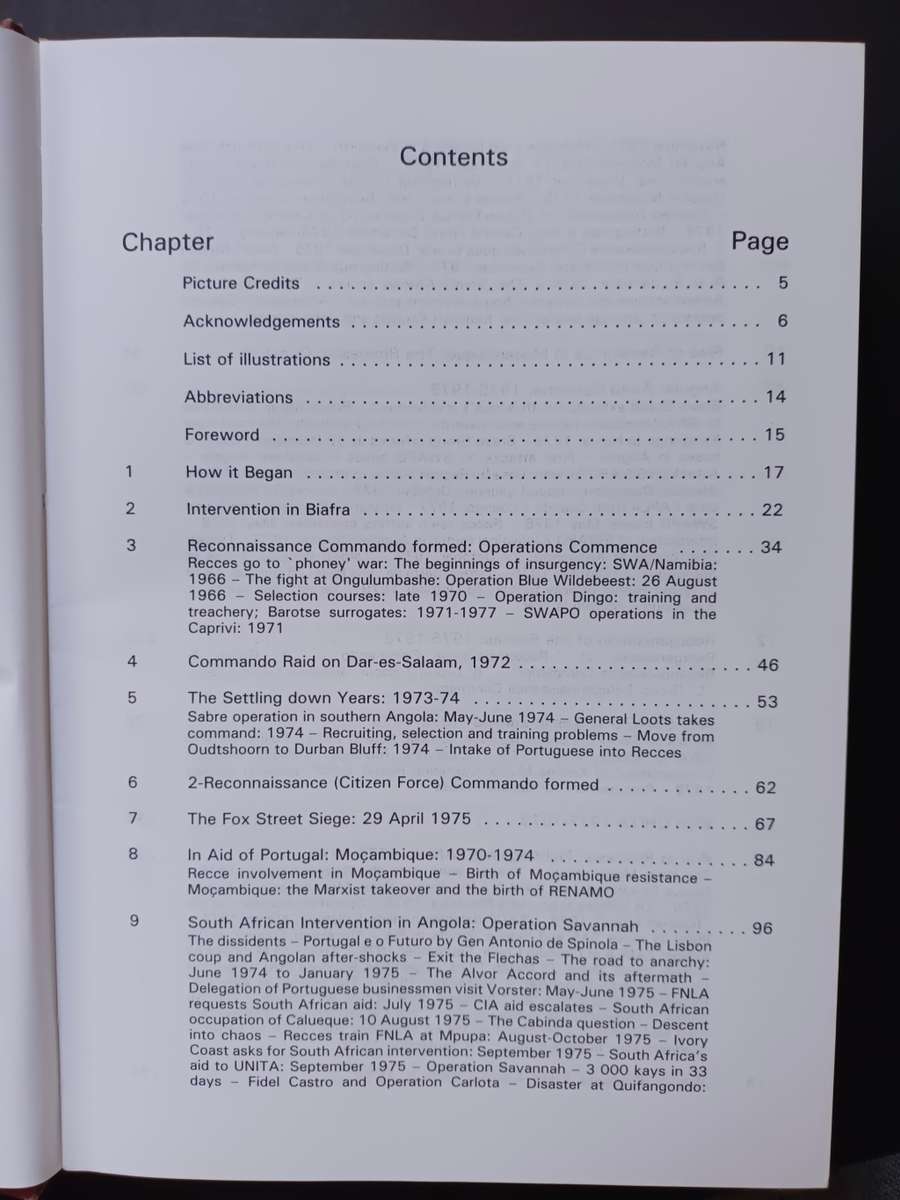 Contents
Chapter Page
Picture Credits . . . . . . . . . . . . . . . . . . . . . . . . . . . . . . . . . . . . . . . 5
Acknowledgements . . . . . . . . . . . . . . . . . . . . . . . . . . . . . . . . . . . . 6
List of illustrations . . . . . . . . . . . . . . . . . . . . . . . . . . . . . . . . . . . . . 11
Abbreviations . . . . . . . . . . . . . . . . . . . . . . . . . . . . . . . . . . . . . . . . 14
Foreword . . . . . . . . . . . . . . . . . . . . . . . . . . . . . . . . . . . . . . . . . . . 15
1 How it Began . . . . . . . . . . . . . . . . . . . . . . . . . . . . . . . . . . . . . . . . 17
2 Intervention in Biafra . . . . . . . . . . . . . . . . . . . . . . . . . . . . . . . . . . . 22
3 Reconnaissance Commando formed: Operations Commence . . . . . . . 34
Recces go to `phoney' war: The beginnings of insurgency: SWA/Namibia:
1966 – The fight at Ongulumbashe: Operation Blue Wildebeest: 26 August
1966 – Selection courses: late 1970 – Operation Dingo: training and
treachery; Barotse surrogates: 1971-1977 – SWAPO operations in the
Caprivi: 1971
4 Commando Raid on Dar-es-Salaam, 1972 . . . . . . . . . . . . . . . . . . . . . 46
5 The Settling down Years: 1973-74 . . . . . . . . . . . . . . . . . . . . . . . . . 53
Sabre operation in southern Angola: May-June 1974 – General Loots takes
command: 1974 – Recruiting, selection and training problems – Move from
Oudtshoorn to Durban Bluff: 1974 – Intake of Portuguese into Recces
6 2-Reconnaissance (Citizen Force) Commando formed . . . . . . . . . . . . . 62
7 The Fox Street Siege: 29 April 1975 . . . . . . . . . . . . . . . . . . . . . . . . 67
8 In Aid of Portugal: Moçambique: 1970-1974 . . . . . . . . . . . . . . . . . . 84
Recce involvement in Moçambique – Birth of Moçambique resistance –
Moçambique: the Marxist takeover and the birth of RENAMO
9 South African Intervention in Angola: Operation Savannah . . . . . . . . . 96
The dissidents – Portugal e o Futuro by Gen Antonio de Spinola – The Lisbon
coup and Angolan after-shocks – Exit the Flechas – The road to anarchy:
June 1974 to January 1975 – The Alvor Accord and its aftermath –
Delegation of Portuguese businessmen visit Vorster: May-June 1975 – FNLA
requests South African aid: July 1975 – CIA aid escalates – South African
occupation of Calueque: 10 August 1975 – The Cabinda question – Descent
into chaos – Recces train FNLA at Mpupa: August-October 1975 – Ivory
Coast asks for South African intervention: September 1975 – South Africa's
aid to UNITA: September 1975 – Operation Savannah – 3 000 kays in 33
days – Fidel Castro and Operation Carlota – Disaster at Quifangondo: